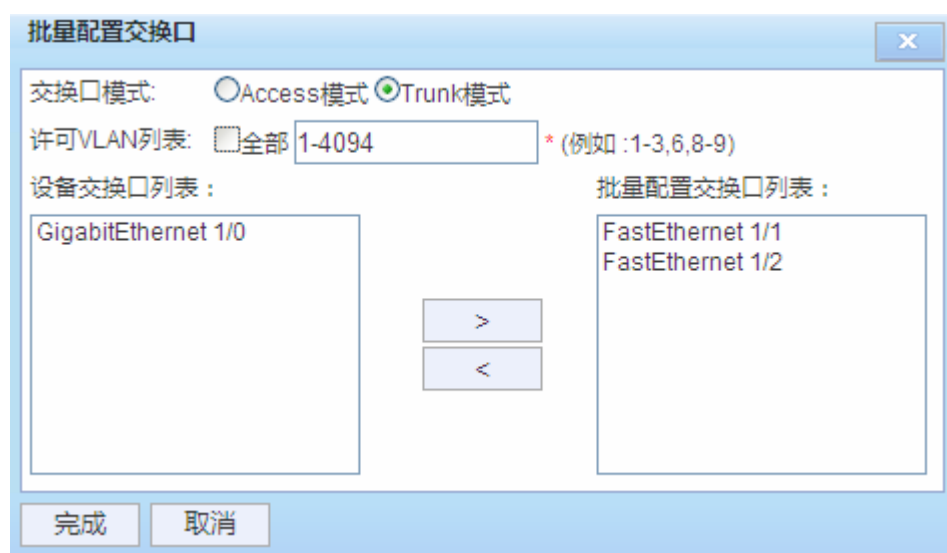 批量配置交换口
×
交换口模式: Access模式 Trunk模式
许可VLAN列表: 全部 1-4094 * (例如 :1-3,6,8-9)
设备交换口列表： 批量配置交换口列表：
GigabitEthernet 1/0 FastEthernet 1/1
FastEthernet 1/2
>
<
完成 取消